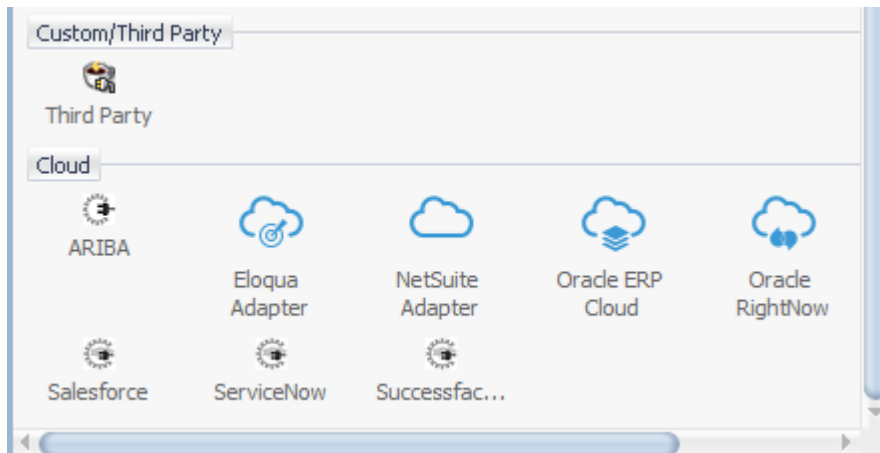 Custom/Third Party
Third Party
Cloud
ARIBA
Eloqua
Adapter
NetSuite
Adapter
Oracle ERP
Cloud
Oracle
RightNow
Salesforce
ServiceNow
Successfac...